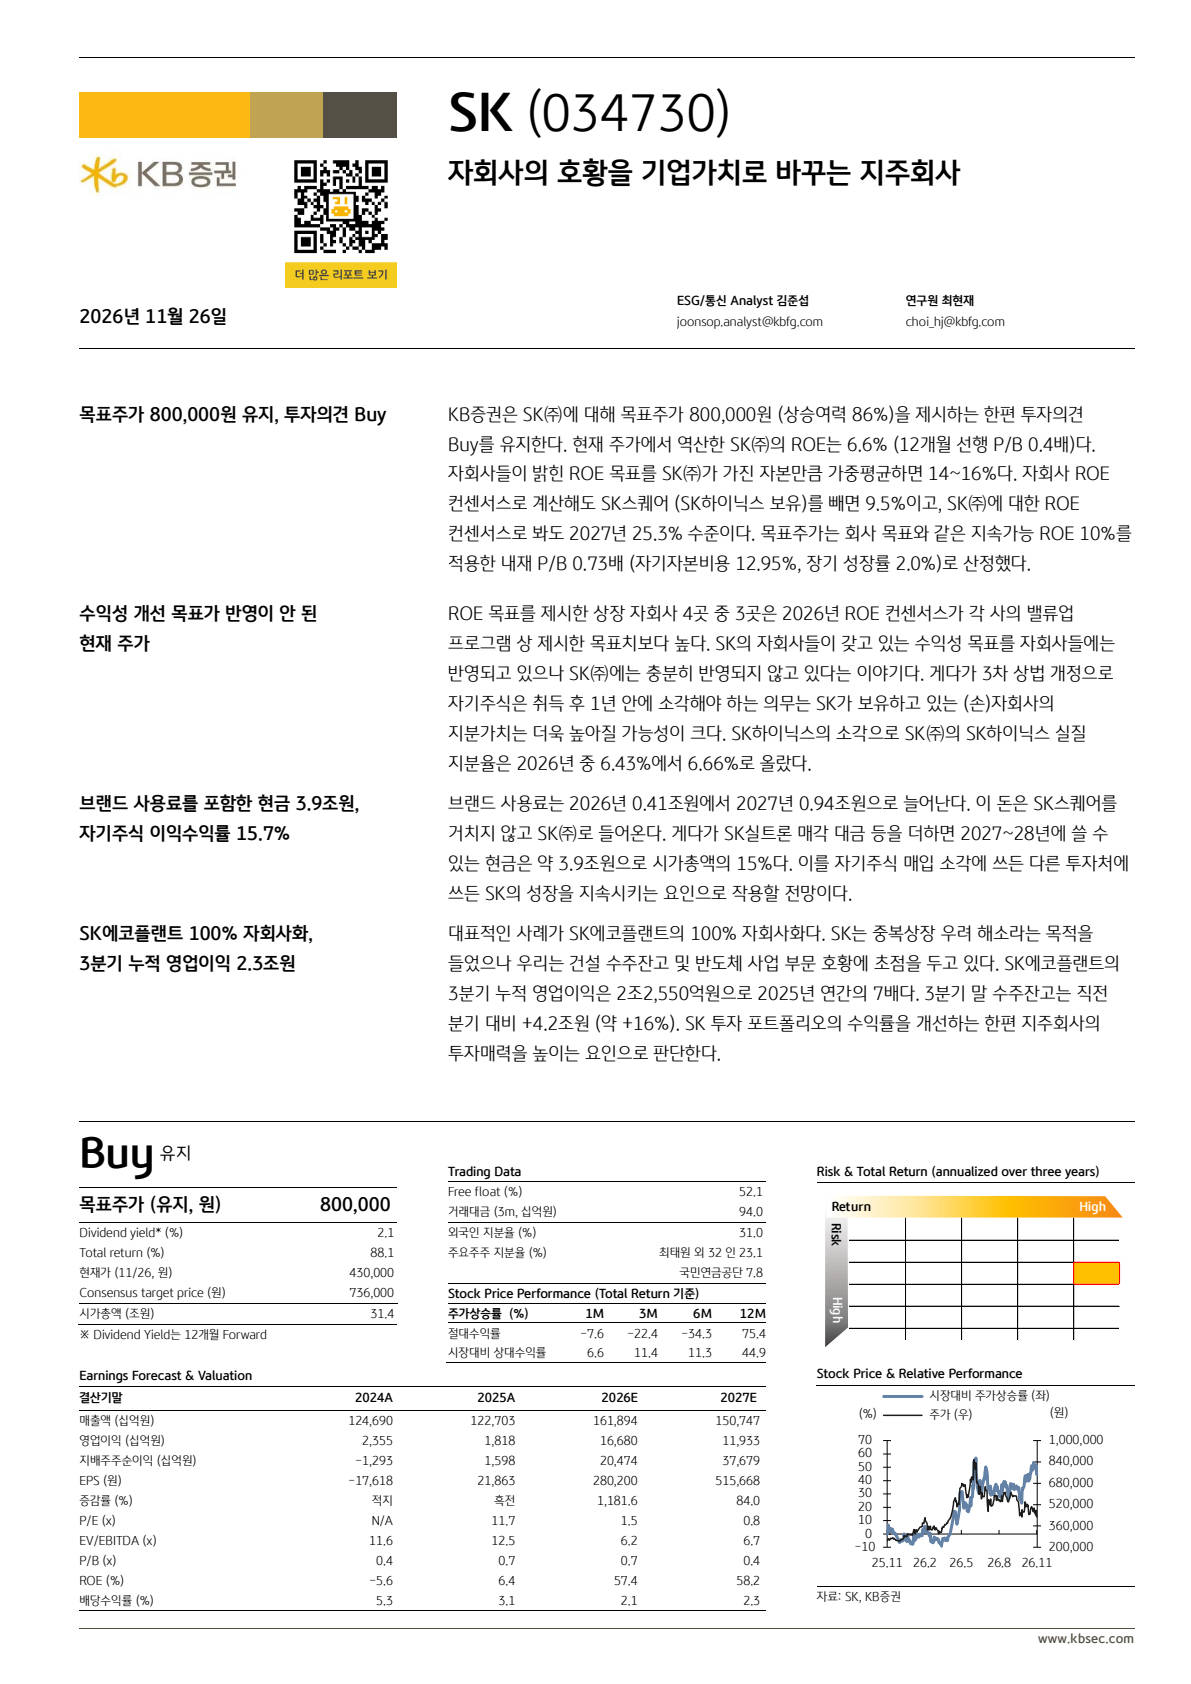 SK (034730)
자회사의 호황을 기업가치로 바꾸는 지주회사
KB증권
더 많은 리포트 보기
2026년 11월 26일
ESG/통신 Analyst 김준섭
joonsop.analyst@kbfg.com
연구원 최현재
choi_hj@kbfg.com
목표주가 800,000원 유지, 투자의견 Buy
KB증권은 SK㈜에 대해 목표주가 800,000원 (상승여력 86%)을 제시하는 한편 투자의견
Buy를 유지한다. 현재 주가에서 역산한 SK㈜의 ROE는 6.6% (12개월 선행 P/B 0.4배)다.
자회사들이 밝힌 ROE 목표를 SK㈜가 가진 자본만큼 가중평균하면 14~16%다. 자회사 ROE
컨센서스로 계산해도 SK스퀘어 (SK하이닉스 보유)를 빼면 9.5%이고, SK㈜에 대한 ROE
컨센서스로 봐도 2027년 25.3% 수준이다. 목표주가는 회사 목표와 같은 지속가능 ROE 10%를
적용한 내재 P/B 0.73배 (자기자본비용 12.95%, 장기 성장률 2.0%)로 산정했다.
수익성 개선 목표가 반영이 안 된
현재 주가
ROE 목표를 제시한 상장 자회사 4곳 중 3곳은 2026년 ROE 컨센서스가 각 사의 밸류업
프로그램 상 제시한 목표치보다 높다. SK의 자회사들이 갖고 있는 수익성 목표를 자회사들에는
반영되고 있으나 SK㈜에는 충분히 반영되지 않고 있다는 이야기다. 게다가 3차 상법 개정으로
자기주식은 취득 후 1년 안에 소각해야 하는 의무는 SK가 보유하고 있는 (손)자회사의
지분가치는 더욱 높아질 가능성이 크다. SK하이닉스의 소각으로 SK㈜의 SK하이닉스 실질
지분율은 2026년 중 6.43%에서 6.66%로 올랐다.
브랜드 사용료를 포함한 현금 3.9조원,
자기주식 이익수익률 15.7%
브랜드 사용료는 2026년 0.41조원에서 2027년 0.94조원으로 늘어난다. 이 돈은 SK스퀘어를
거치지 않고 SK㈜로 들어온다. 게다가 SK실트론 매각 대금 등을 더하면 2027~28년에 쓸 수
있는 현금은 약 3.9조원으로 시가총액의 15%다. 이를 자기주식 매입 소각에 쓰든 다른 투자처에
쓰든 SK의 성장을 지속시키는 요인으로 작용할 전망이다.
SK에코플랜트 100% 자회사화,
3분기 누적 영업이익 2.3조원
대표적인 사례가 SK에코플랜트의 100% 자회사화다. SK는 중복상장 우려 해소라는 목적을
들었으나 우리는 건설 수주잔고 및 반도체 사업 부문 호황에 초점을 두고 있다. SK에코플랜트의
3분기 누적 영업이익은 2조2,550억원으로 2025년 연간의 7배다. 3분기 말 수주잔고는 직전
분기 대비 +4.2조원 (약 +16%). SK 투자 포트폴리오의 수익률을 개선하는 한편 지주회사의
투자매력을 높이는 요인으로 판단한다.
Buy 유지
목표주가 (유지, 원) 800,000
Dividend yield* (%) 2.1
Total return (%) 88.1
현재가 (11/26, 원) 430,000
Consensus target price (원) 736,000
시가총액 (조원) 31.4
※ Dividend Yield는 12개월 Forward
Trading Data
Free float (%) 52.1
거래대금 (3m, 십억원) 94.0
외국인 지분율 (%) 31.0
주요주주 지분율 (%) 최태원 외 32 인 23.1
국민연금공단 7.8
Stock Price Performance (Total Return 기준)
주가상승률 (%) 1M 3M 6M 12M
절대수익률 -7.6 -22.4 -34.3 75.4
시장대비 상대수익률 6.6 11.4 11.3 44.9
Risk & Total Return (annualized over three years)
Return High
Risk
High
Earnings Forecast & Valuation
결산기말 2024A 2025A 2026E 2027E
매출액 (십억원) 124,690 122,703 161,894 150,747
영업이익 (십억원) 2,355 1,818 16,680 11,933
지배주주순이익 (십억원) -1,293 1,598 20,474 37,679
EPS (원) -17,618 21,863 280,200 515,668
증감률 (%) 적지 흑전 1,181.6 84.0
P/E (x) N/A 11.7 1.5 0.8
EV/EBITDA (x) 11.6 12.5 6.2 6.7
P/B (x) 0.4 0.7 0.7 0.4
ROE (%) -5.6 6.4 57.4 58.2
배당수익률 (%) 5.3 3.1 2.1 2.3
Stock Price & Relative Performance
시장대비 주가상승률 (좌)
(%) 주가 (우) (원)
70 1,000,000
60
50 840,000
40 680,000
30
20 520,000
10 360,000
0
-10 200,000
25.11 26.2 26.5 26.8 26.11
자료: SK, KB증권
www.kbsec.com